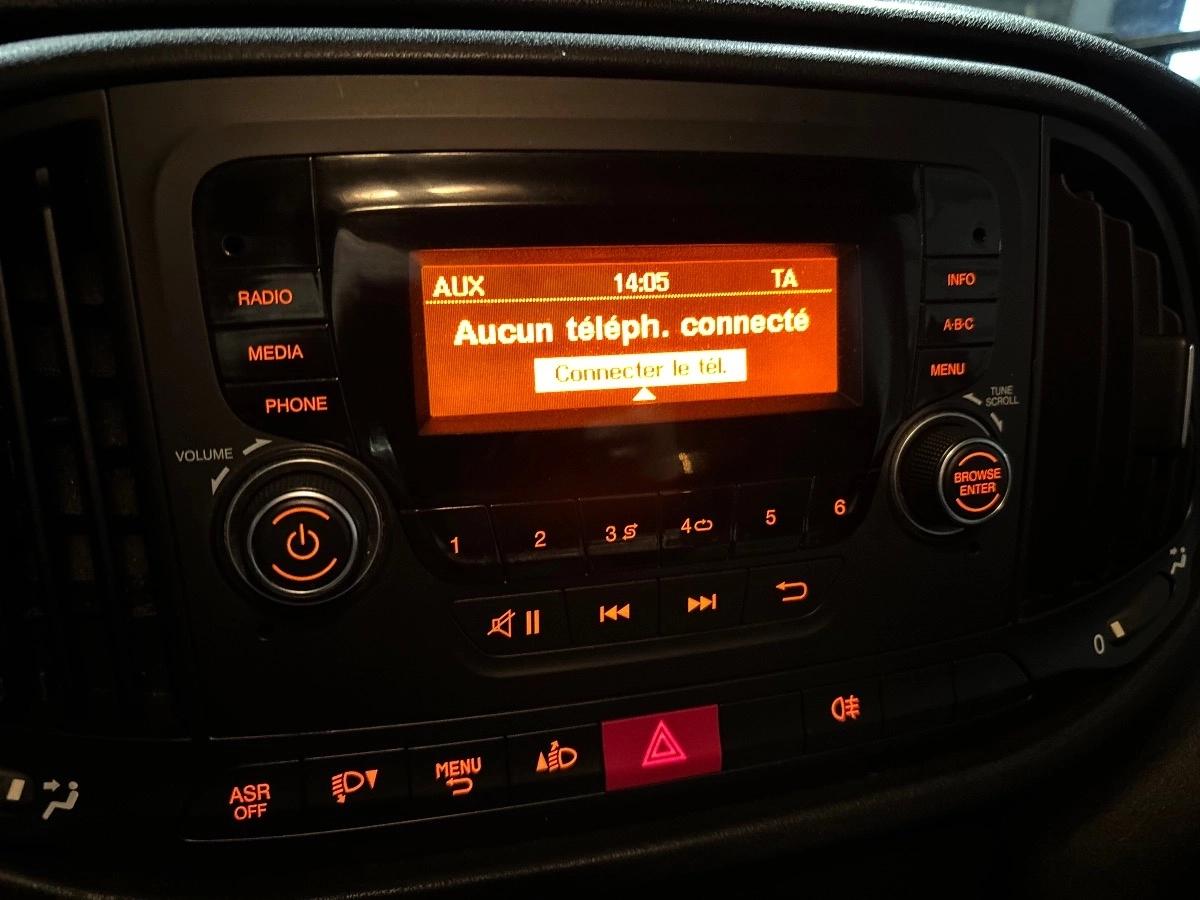 AUX 14:05 TA
Aucun téléph. connecté
Connecter le tél.
RADIO
MEDIA
PHONE
VOLUME
INFO
A·B·C
MENU
TUNE
SCROLL
BROWSE
ENTER
1 2 3 4 5 6
0
ASR
OFF
MENU